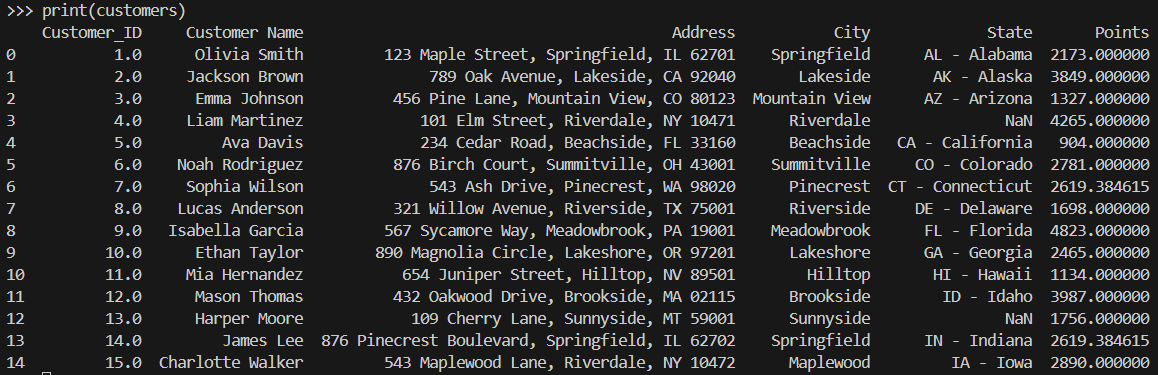 >>> print(customers)
Customer_ID Customer Name Address City State Points
0 1.0 Olivia Smith 123 Maple Street, Springfield, IL 62701 Springfield AL - Alabama 2173.000000
1 2.0 Jackson Brown 789 Oak Avenue, Lakeside, CA 92040 Lakeside AK - Alaska 3849.000000
2 3.0 Emma Johnson 456 Pine Lane, Mountain View, CO 80123 Mountain View AZ - Arizona 1327.000000
3 4.0 Liam Martinez 101 Elm Street, Riverdale, NY 10471 Riverdale NaN 4265.000000
4 5.0 Ava Davis 234 Cedar Road, Beachside, FL 33160 Beachside CA - California 904.000000
5 6.0 Noah Rodriguez 876 Birch Court, Summitville, OH 43001 Summitville CO - Colorado 2781.000000
6 7.0 Sophia Wilson 543 Ash Drive, Pinecrest, WA 98020 Pinecrest CT - Connecticut 2619.384615
7 8.0 Lucas Anderson 321 Willow Avenue, Riverside, TX 75001 Riverside DE - Delaware 1698.000000
8 9.0 Isabella Garcia 567 Sycamore Way, Meadowbrook, PA 19001 Meadowbrook FL - Florida 4823.000000
9 10.0 Ethan Taylor 890 Magnolia Circle, Lakeshore, OR 97201 Lakeshore GA - Georgia 2465.000000
10 11.0 Mia Hernandez 654 Juniper Street, Hilltop, NV 89501 Hilltop HI - Hawaii 1134.000000
11 12.0 Mason Thomas 432 Oakwood Drive, Brookside, MA 02115 Brookside ID - Idaho 3987.000000
12 13.0 Harper Moore 109 Cherry Lane, Sunnyside, MT 59001 Sunnyside NaN 1756.000000
13 14.0 James Lee 876 Pinecrest Boulevard, Springfield, IL 62702 Springfield IN - Indiana 2619.384615
14 15.0 Charlotte Walker 543 Maplewood Lane, Riverdale, NY 10472 Maplewood IA - Iowa 2890.000000